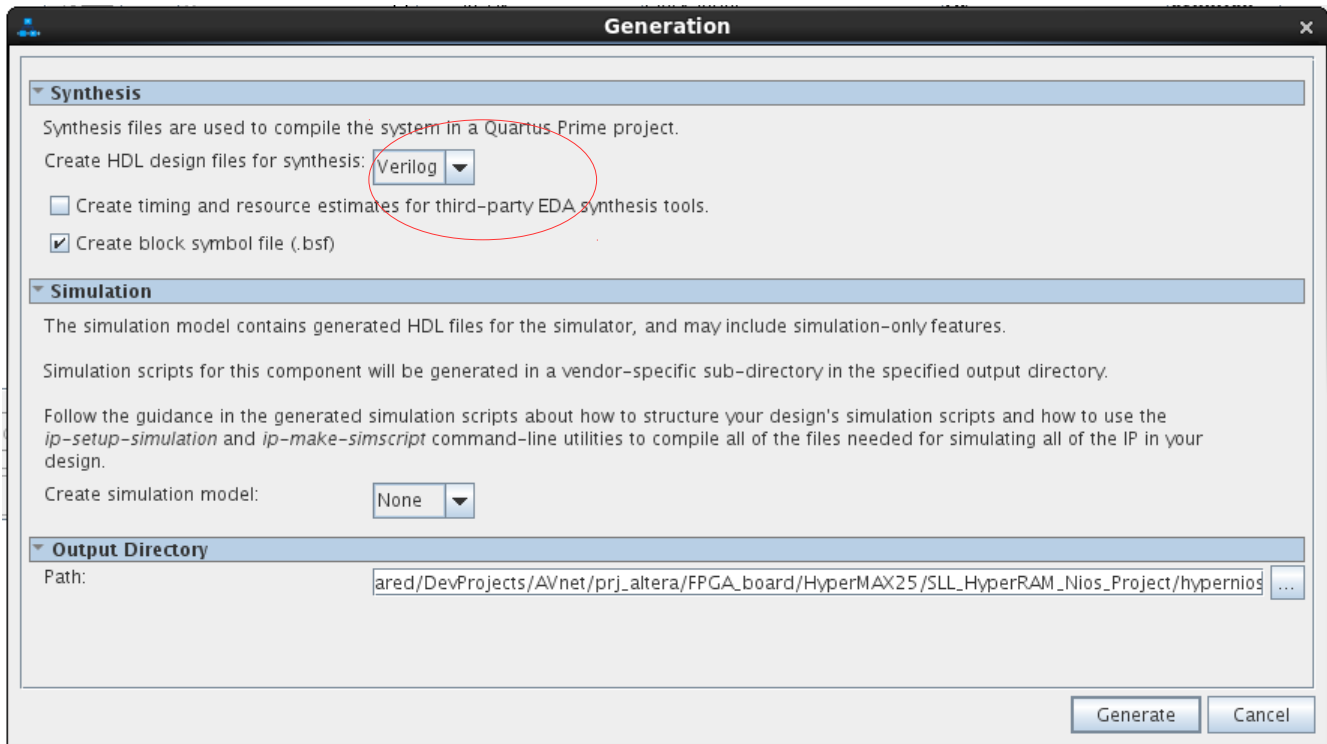 Generation
Synthesis
Synthesis files are used to compile the system in a Quartus Prime project.
Create HDL design files for synthesis: Verilog
Create timing and resource estimates for third-party EDA synthesis tools.
Create block symbol file (.bsf)
Simulation
The simulation model contains generated HDL files for the simulator, and may include simulation-only features.
Simulation scripts for this component will be generated in a vendor-specific sub-directory in the specified output directory.
Follow the guidance in the generated simulation scripts about how to structure your design's simulation scripts and how to use the
ip-setup-simulation and ip-make-simscript command-line utilities to compile all of the files needed for simulating all of the IP in your
design.
Create simulation model: None
Output Directory
Path: ared/DevProjects/AVnet/prj_altera/FPGA_board/HyperMAX25/SLL_HyperRAM_Nios_Project/hypernios ...
Generate Cancel